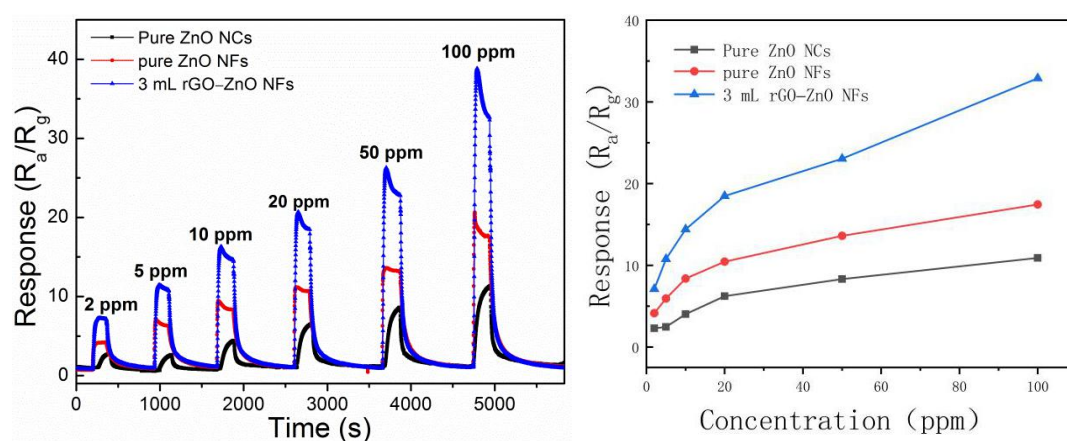 Pure ZnO NCs
pure ZnO NFs
3 mL rGO–ZnO NFs
2 ppm
5 ppm
10 ppm
20 ppm
50 ppm
100 ppm
Response (Ra/Rg)
40
30
20
10
0
0
1000
2000
3000
4000
5000
Time (s)
Pure ZnO NCs
pure ZnO NFs
3 mL rGO–ZnO NFs
Response (Ra/Rg)
40
30
20
10
0
0
20
40
60
80
100
Concentration (ppm)